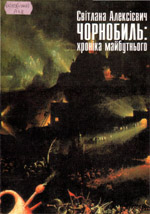 Світлана Алексієвич
ЧОРНОБИЛЬ:
хроніка майбутнього